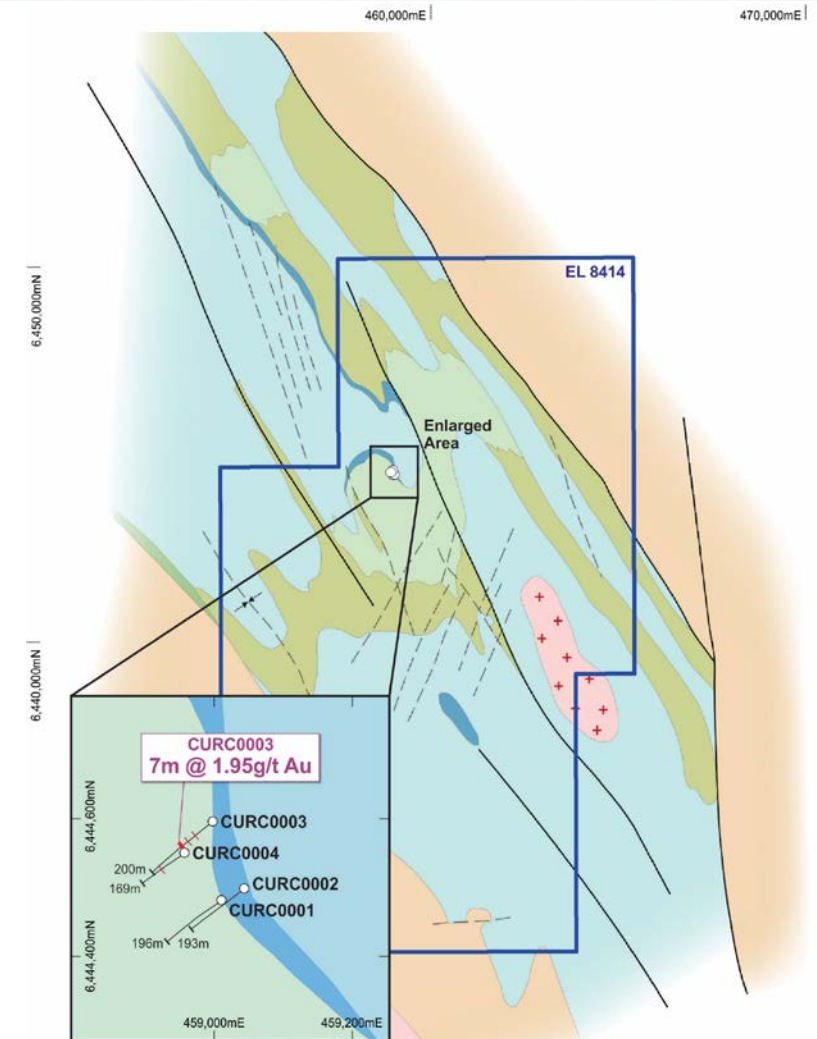 460,000mE
470,000mE
6,450,000mN
EL 8414
Enlarged
Area
6,440,000mN
CURC0003
7m @ 1.95g/t Au
6,444,600mN
CURC0003
CURC0004
200m
169m
CURC0002
CURC0001
196m
193m
6,444,400mN
459,000mE
459,200mE